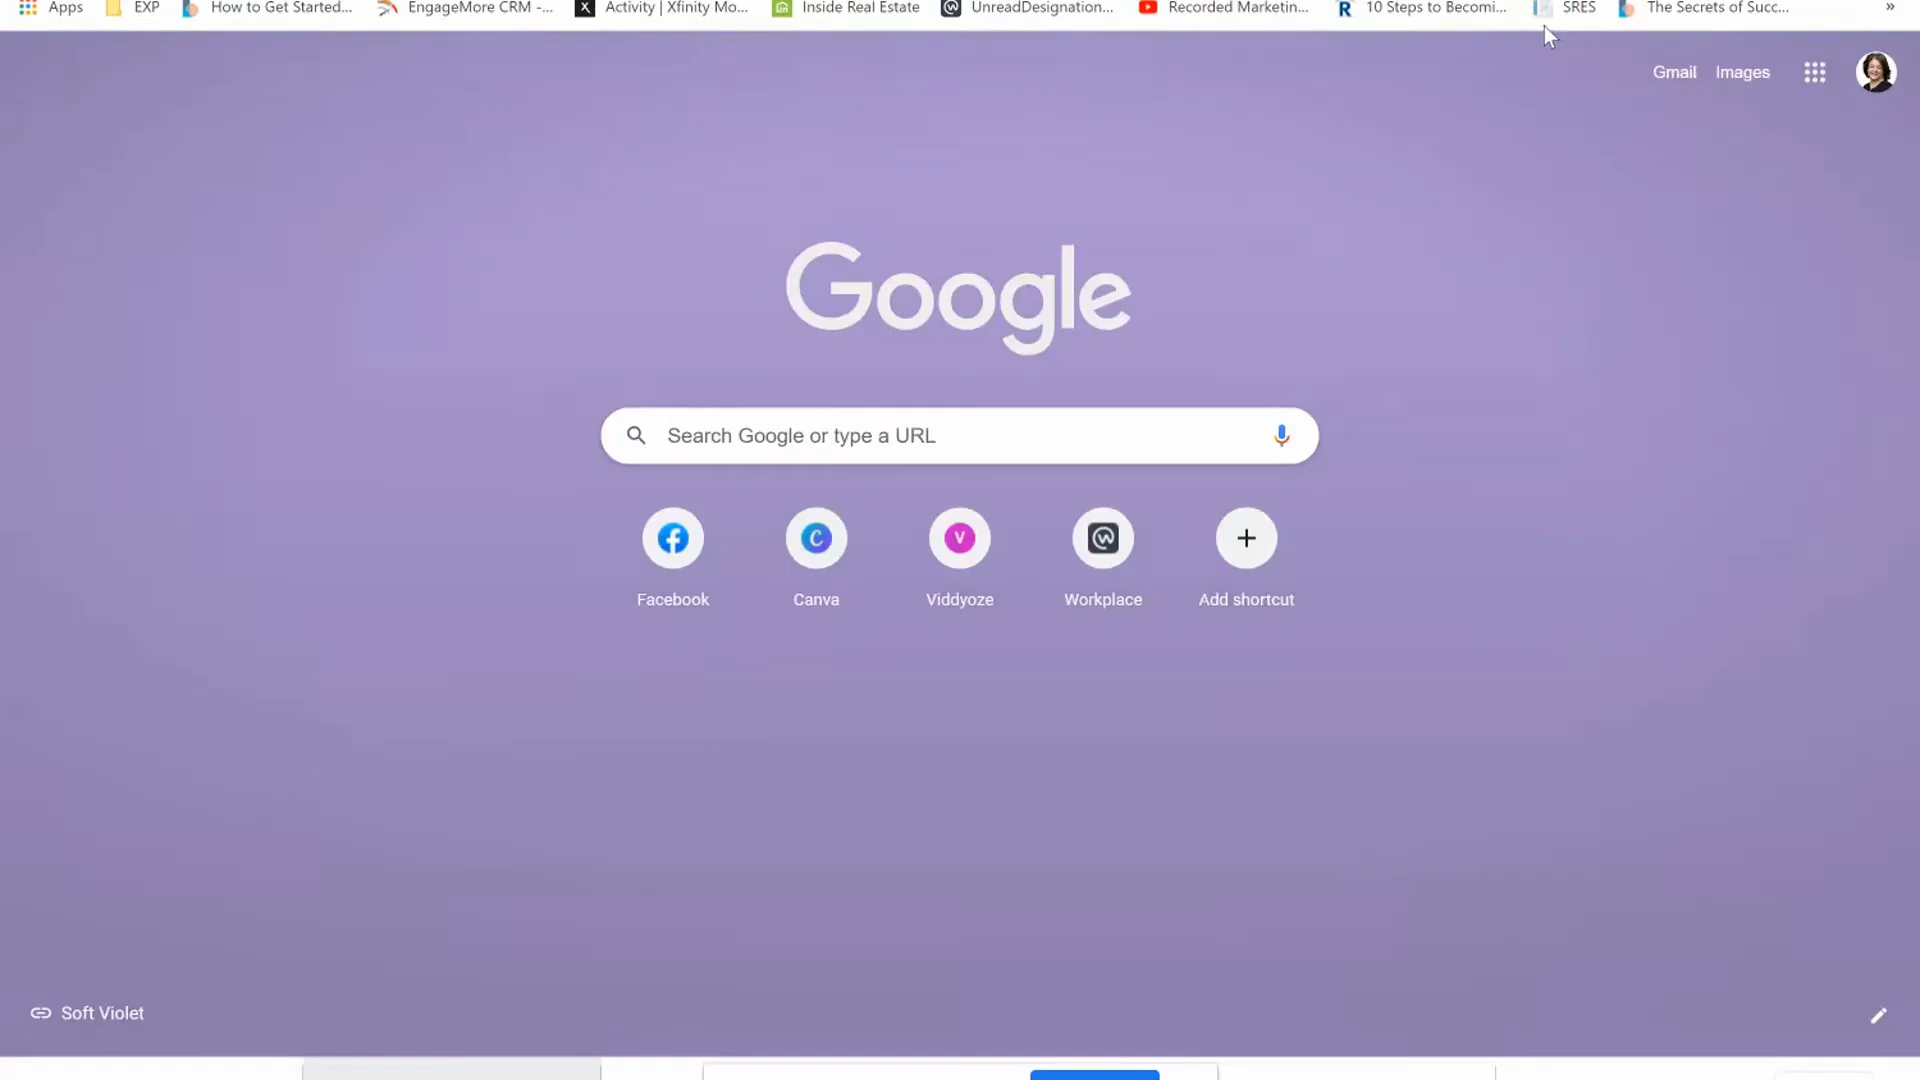 Apps EXP How to Get Started... EngageMore CRM -... Activity | Xfinity Mo... Inside Real Estate UnreadDesignation... Recorded Marketin... 10 Steps to Becomi... SRES The Secrets of Succ... »
Gmail Images
Google
Search Google or type a URL
Facebook Canva Viddyoze Workplace Add shortcut
Soft Violet